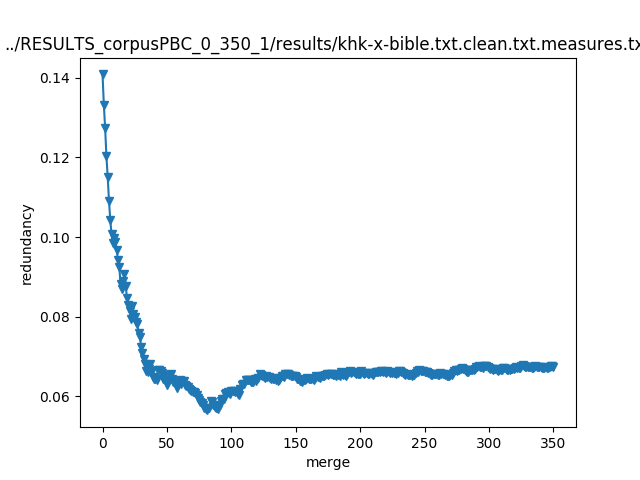 ../RESULTS_corpusPBC_0_350_1/results/khk-x-bible.txt.clean.txt.measures.tx
0.14
0.12
0.10
0.08
0.06
redundancy
0 50 100 150 200 250 300 350
merge